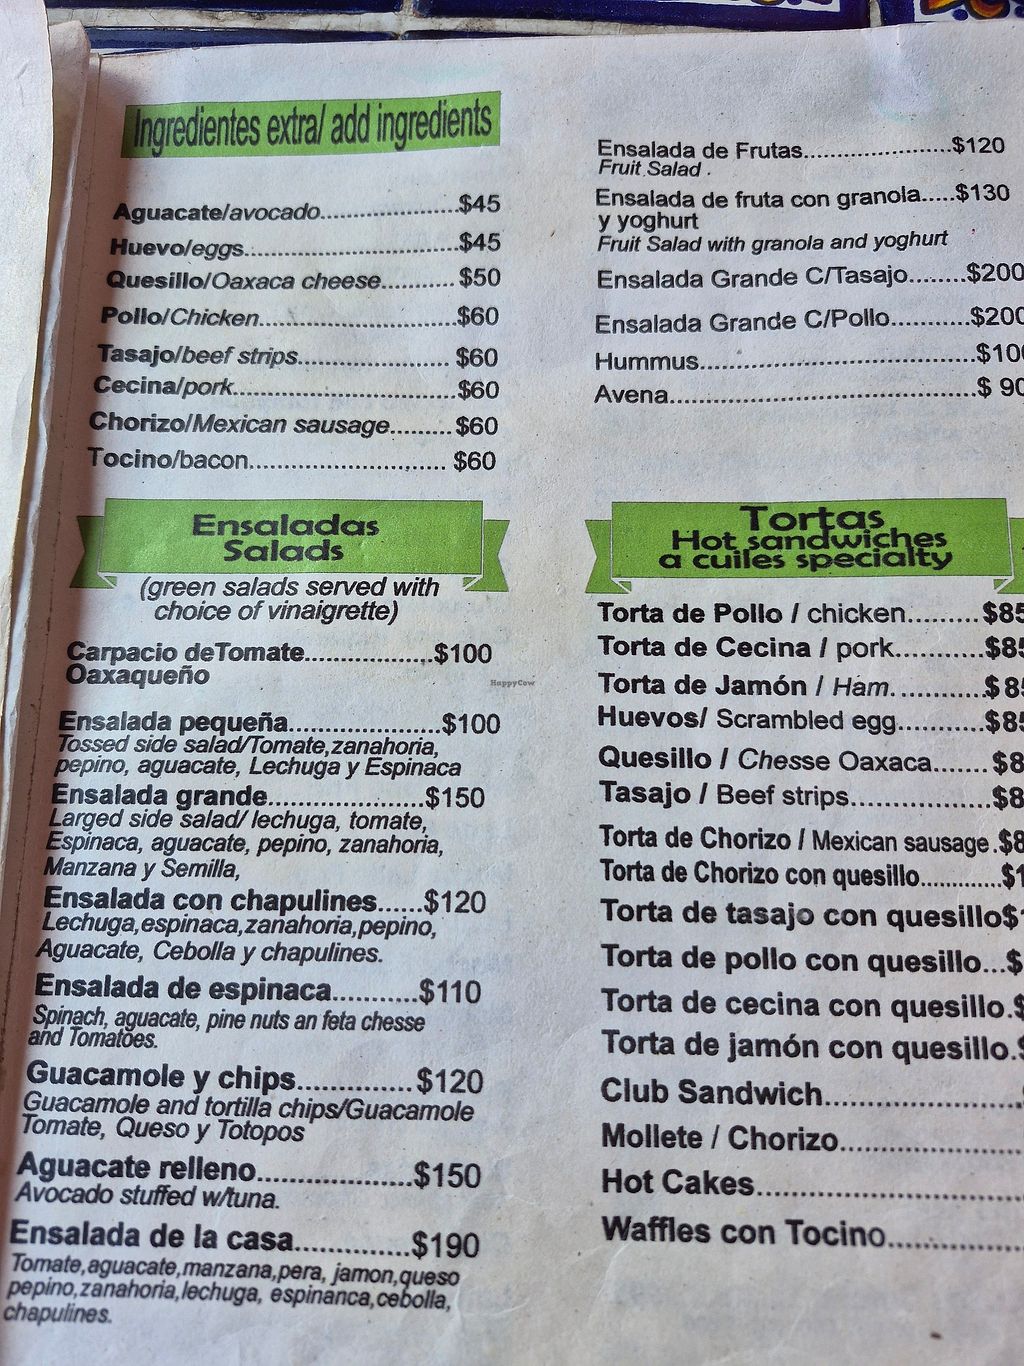 Ingredientes extra/ add ingredients
Aguacate/avocado......................$45
Huevo/eggs..................................$45
Quesillo/Oaxaca cheese...........$50
Pollo/Chicken...............................$60
Tasajo/beef strips....................... $60
Cecina/pork..................................$60
Chorizo/Mexican sausage.........$60
Tocino/bacon............................. $60
Ensaladas
Salads
(green salads served with
choice of vinaigrette)
Carpacio deTomate..................$100
Oaxaqueño
Ensalada pequeña.....................$100
Tossed side salad/Tomate,zanahoria,
pepino, aguacate, Lechuga y Espinaca
Ensalada grande.......................$150
Larged side salad/ lechuga, tomate,
Espinaca, aguacate, pepino, zanahoria,
Manzana y Semilla,
Ensalada con chapulines......$120
Lechuga,espinaca,zanahoria,pepino,
Aguacate, Cebolla y chapulines.
Ensalada de espinaca...........$110
Spinach, aguacate, pine nuts an feta chesse
and Tomatoes.
Guacamole y chips..............$120
Guacamole and tortilla chips/Guacamole
Tomate, Queso y Totopos
Aguacate relleno....................$150
Avocado stuffed w/tuna.
Ensalada de la casa..............$190
Tomate,aguacate,manzana,pera, jamon,queso
pepino,zanahoria,lechuga, espinanca,cebolla,
chapulines.
Ensalada de Frutas.......................$120
Fruit Salad .
Ensalada de fruta con granola.....$130
y yoghurt
Fruit Salad with granola and yoghurt
Ensalada Grande C/Tasajo........$200
Ensalada Grande C/Pollo...........$200
Hummus.......................................$100
Avena...........................................$ 90
Tortas
Hot sandwiches
a cuiles specialty
Torta de Pollo / chicken.........$85
Torta de Cecina / pork...........$85
Torta de Jamón / Ham. ...........$
Huevos/ Scrambled egg..........$85
Quesillo / Chesse Oaxaca.......$8
Tasajo / Beef strips.................$8
Torta de Chorizo / Mexican sausage .$8
Torta de Chorizo con quesillo............$1
Torta de tasajo con quesillo$
Torta de pollo con quesillo...$
Torta de cecina con quesillo.$
Torta de jamón con quesillo.$
Club Sandwich.........................
Mollete / Chorizo.......................
Hot Cakes.................................
Waffles con Tocino.................
HappyCow